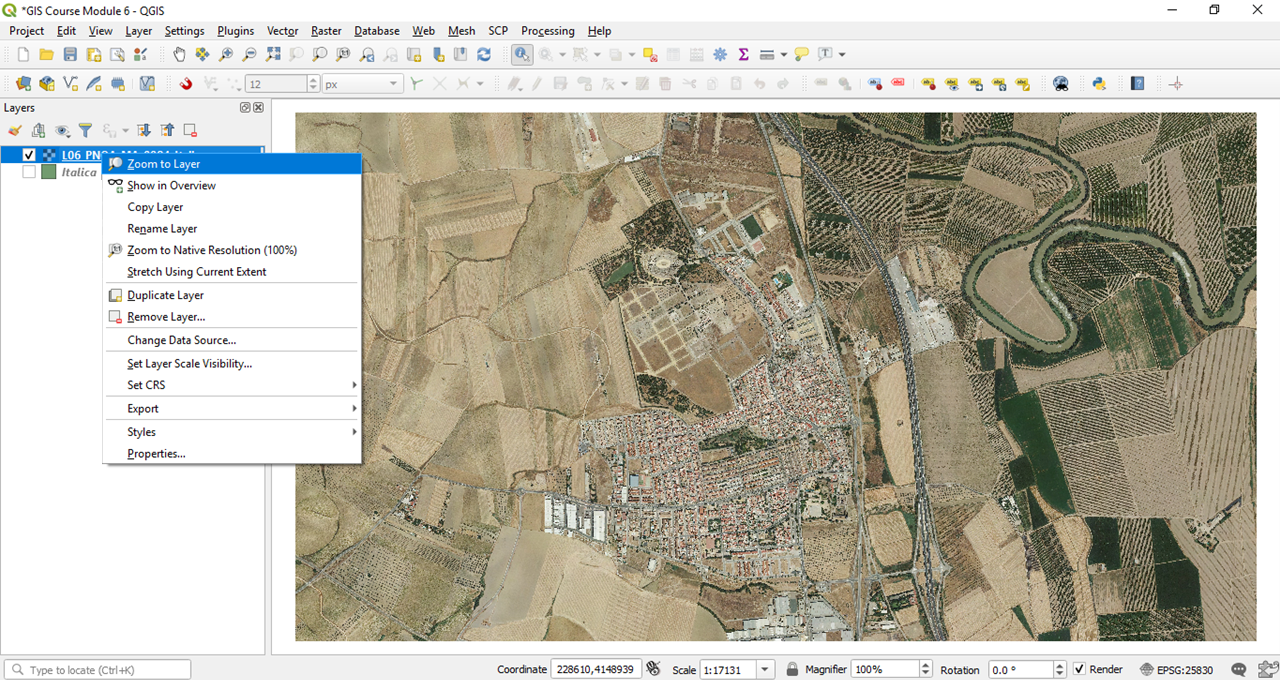 *GIS Course Module 6 - QGIS
Project Edit View Layer Settings Plugins Vector Raster Database Web Mesh SCP Processing Help
12 px
Layers
Italica
Zoom to Layer
Show in Overview
Copy Layer
Rename Layer
Zoom to Native Resolution (100%)
Stretch Using Current Extent
Duplicate Layer
Remove Layer...
Change Data Source...
Set Layer Scale Visibility...
Set CRS
Export
Styles
Properties...
Type to locate (Ctrl+K) Coordinate 228610,4148939 Scale 1:17131 Magnifier 100% Rotation 0.0 ° Render EPSG:25830